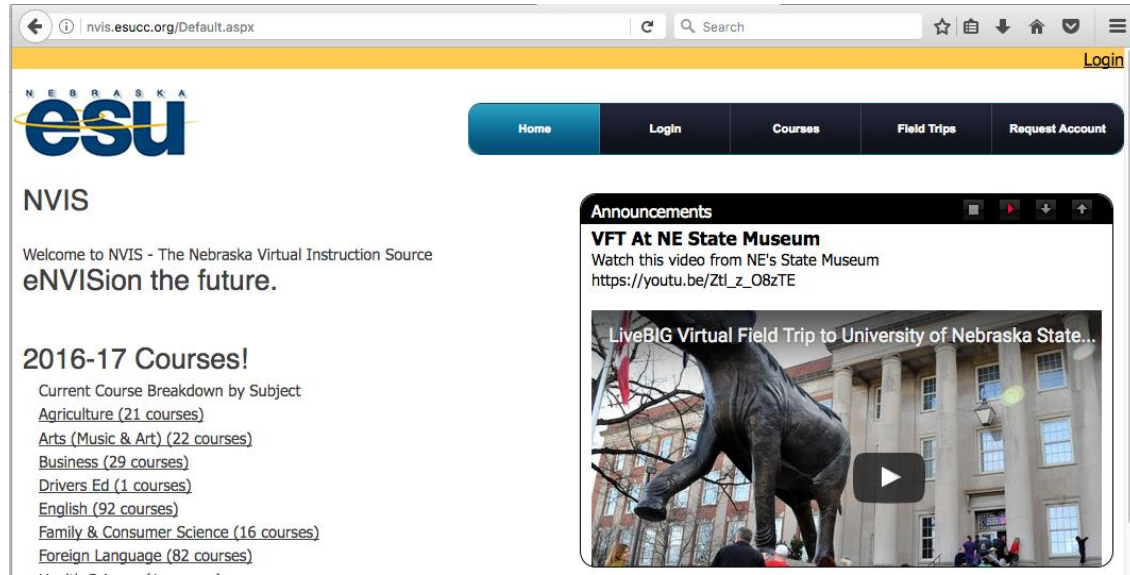 nvis.esucc.org/Default.aspx
Search
Login
NEBRASKA
esu
Home Login Courses Field Trips Request Account
NVIS
Welcome to NVIS - The Nebraska Virtual Instruction Source
eNVISion the future.
2016-17 Courses!
Current Course Breakdown by Subject
Agriculture (21 courses)
Arts (Music & Art) (22 courses)
Business (29 courses)
Drivers Ed (1 courses)
English (92 courses)
Family & Consumer Science (16 courses)
Foreign Language (82 courses)
Announcements
VFT At NE State Museum
Watch this video from NE's State Museum
https://youtu.be/Ztl_z_O8zTE
LiveBIG Virtual Field Trip to University of Nebraska State...